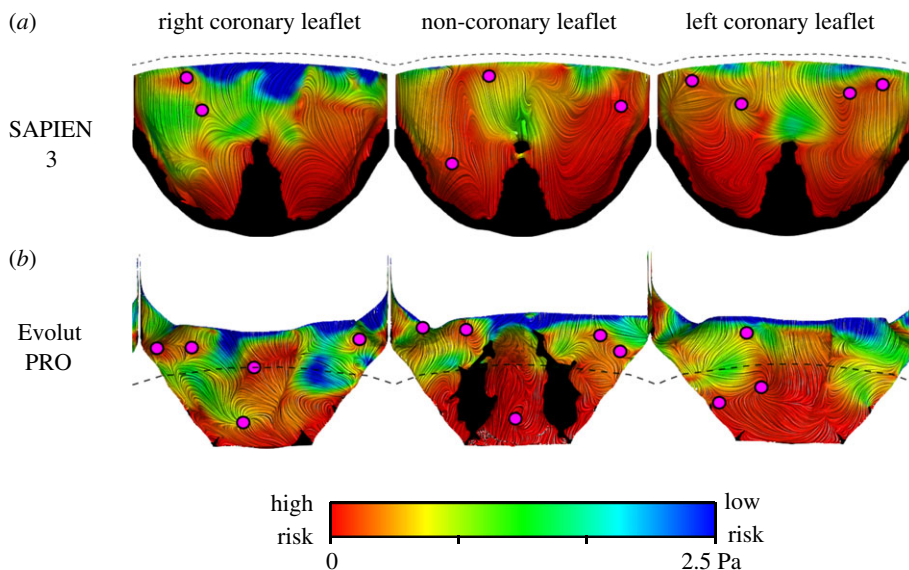 (a) right coronary leaflet non-coronary leaflet left coronary leaflet
SAPIEN
3
(b)
Evolut
PRO
high low
risk risk
0 2.5 Pa